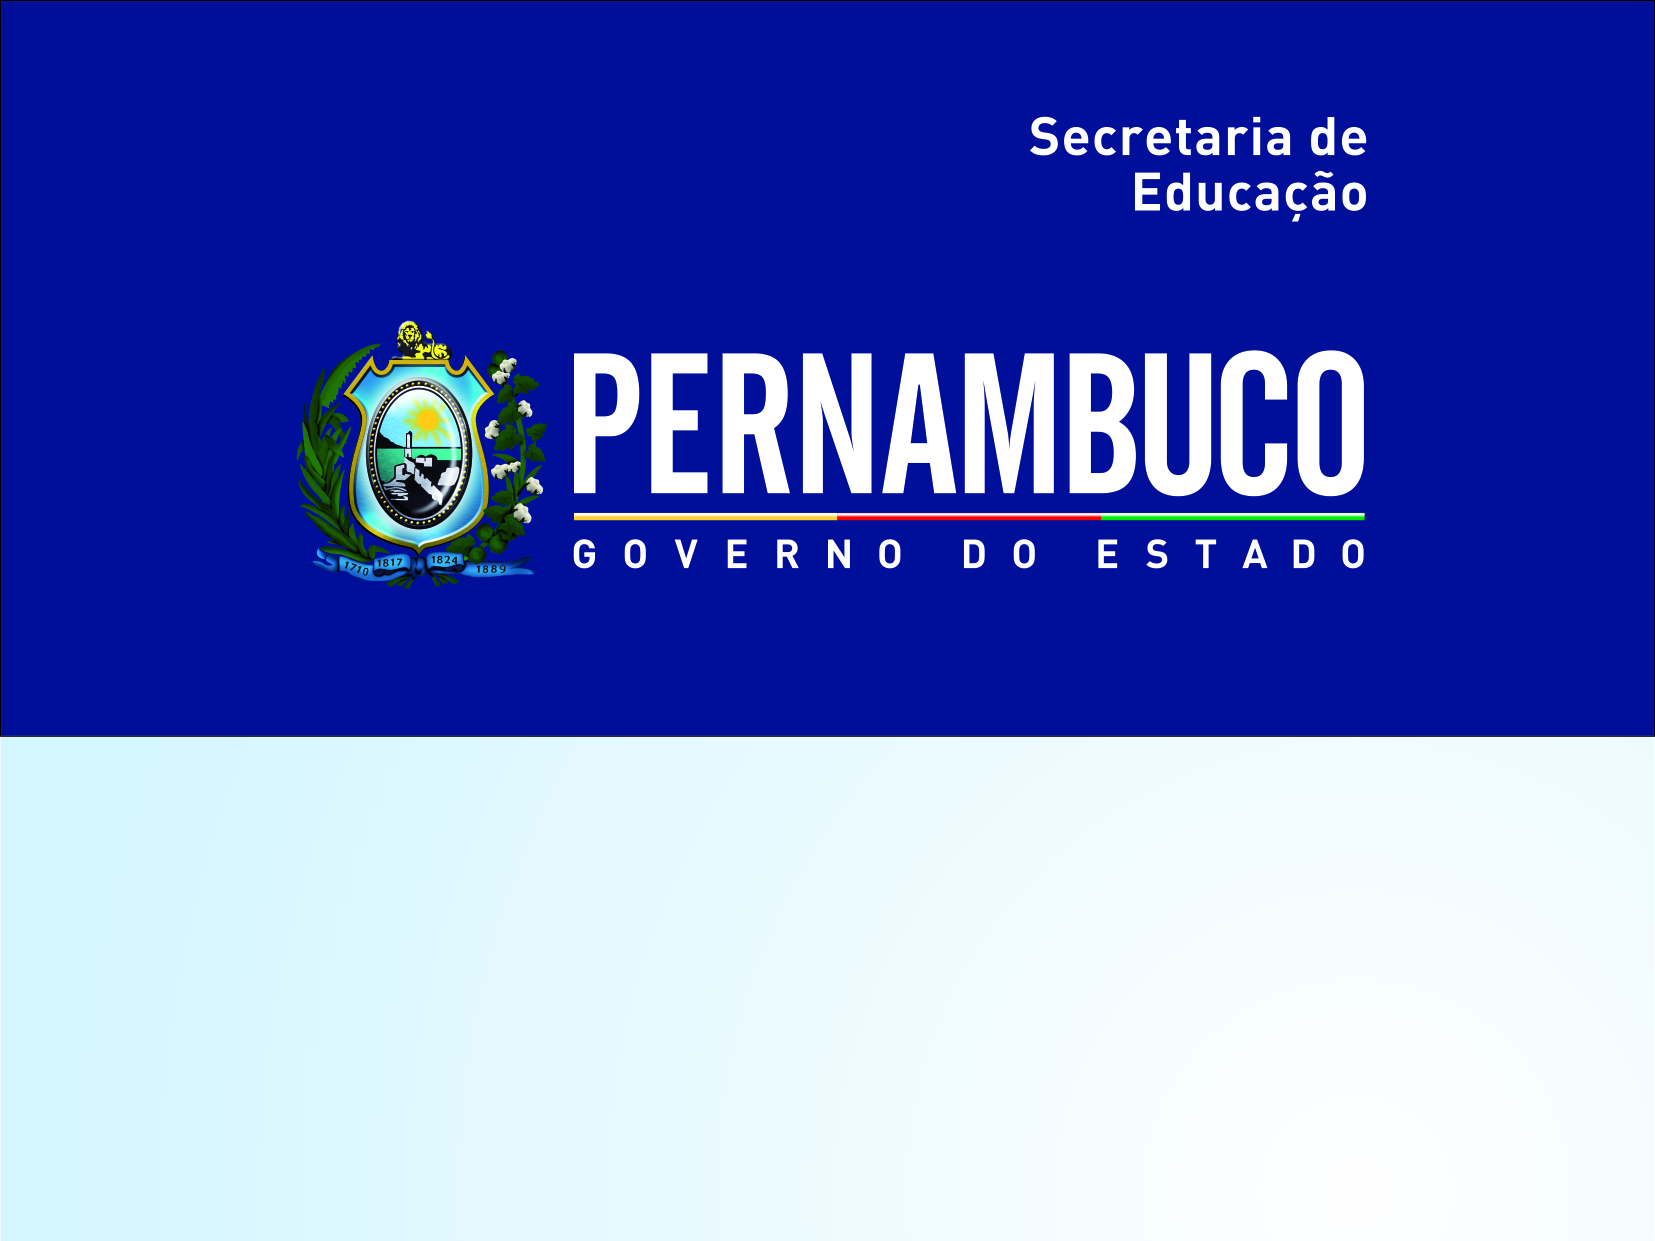 Secretaria de
Educação
PERNAMBUCO
GOVERNO DO ESTADO
1710 1817 1824 1889